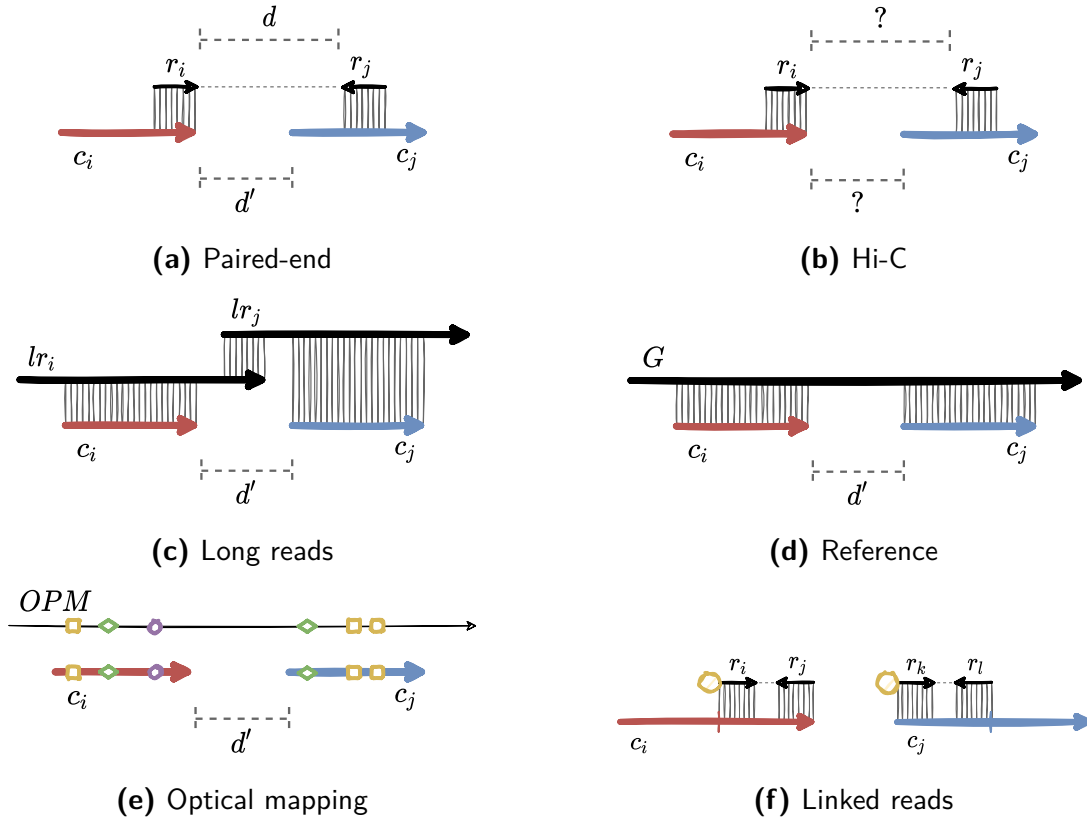 d
r_i r_j
c_i c_j
d′
(a) Paired-end
?
r_i r_j
c_i c_j
?
(b) Hi-C
lr_j
lr_i
c_i c_j
d′
(c) Long reads
G
c_i c_j
d′
(d) Reference
OPM
c_i c_j
d′
(e) Optical mapping
r_i r_j r_k r_l
c_i c_j
(f) Linked reads